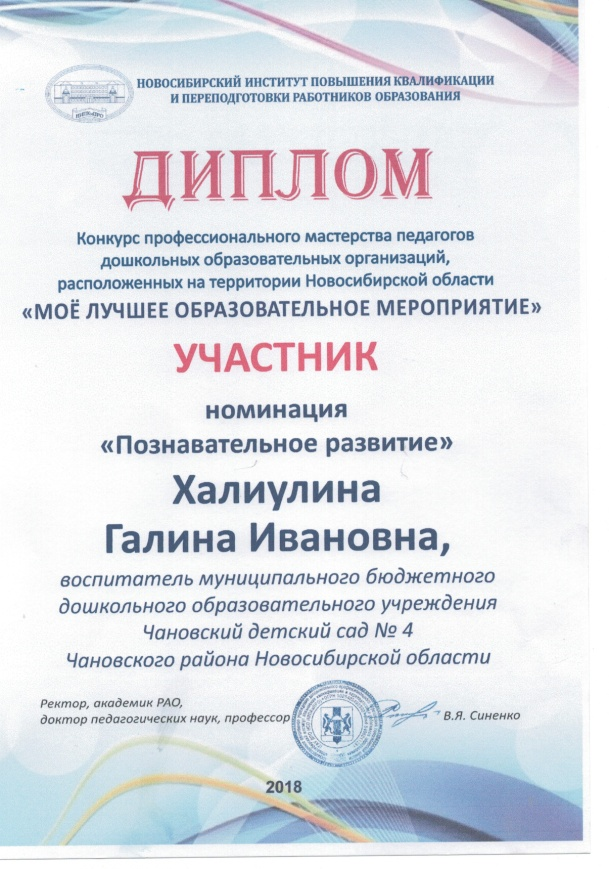 НОВОСИБИРСКИЙ ИНСТИТУТ ПОВЫШЕНИЯ КВАЛИФИКАЦИИ
И ПЕРЕПОДГОТОВКИ РАБОТНИКОВ ОБРАЗОВАНИЯ
ДИПЛОМ
Конкурс профессионального мастерства педагогов
дошкольных образовательных организаций,
расположенных на территории Новосибирской области
«МОЁ ЛУЧШЕЕ ОБРАЗОВАТЕЛЬНОЕ МЕРОПРИЯТИЕ»
УЧАСТНИК
номинация
«Познавательное развитие»
Халиулина
Галина Ивановна,
воспитатель муниципального бюджетного
дошкольного образовательного учреждения
Чановский детский сад № 4
Чановского района Новосибирской области
Ректор, академик РАО,
доктор педагогических наук, профессор
В.Я. Синенко
2018